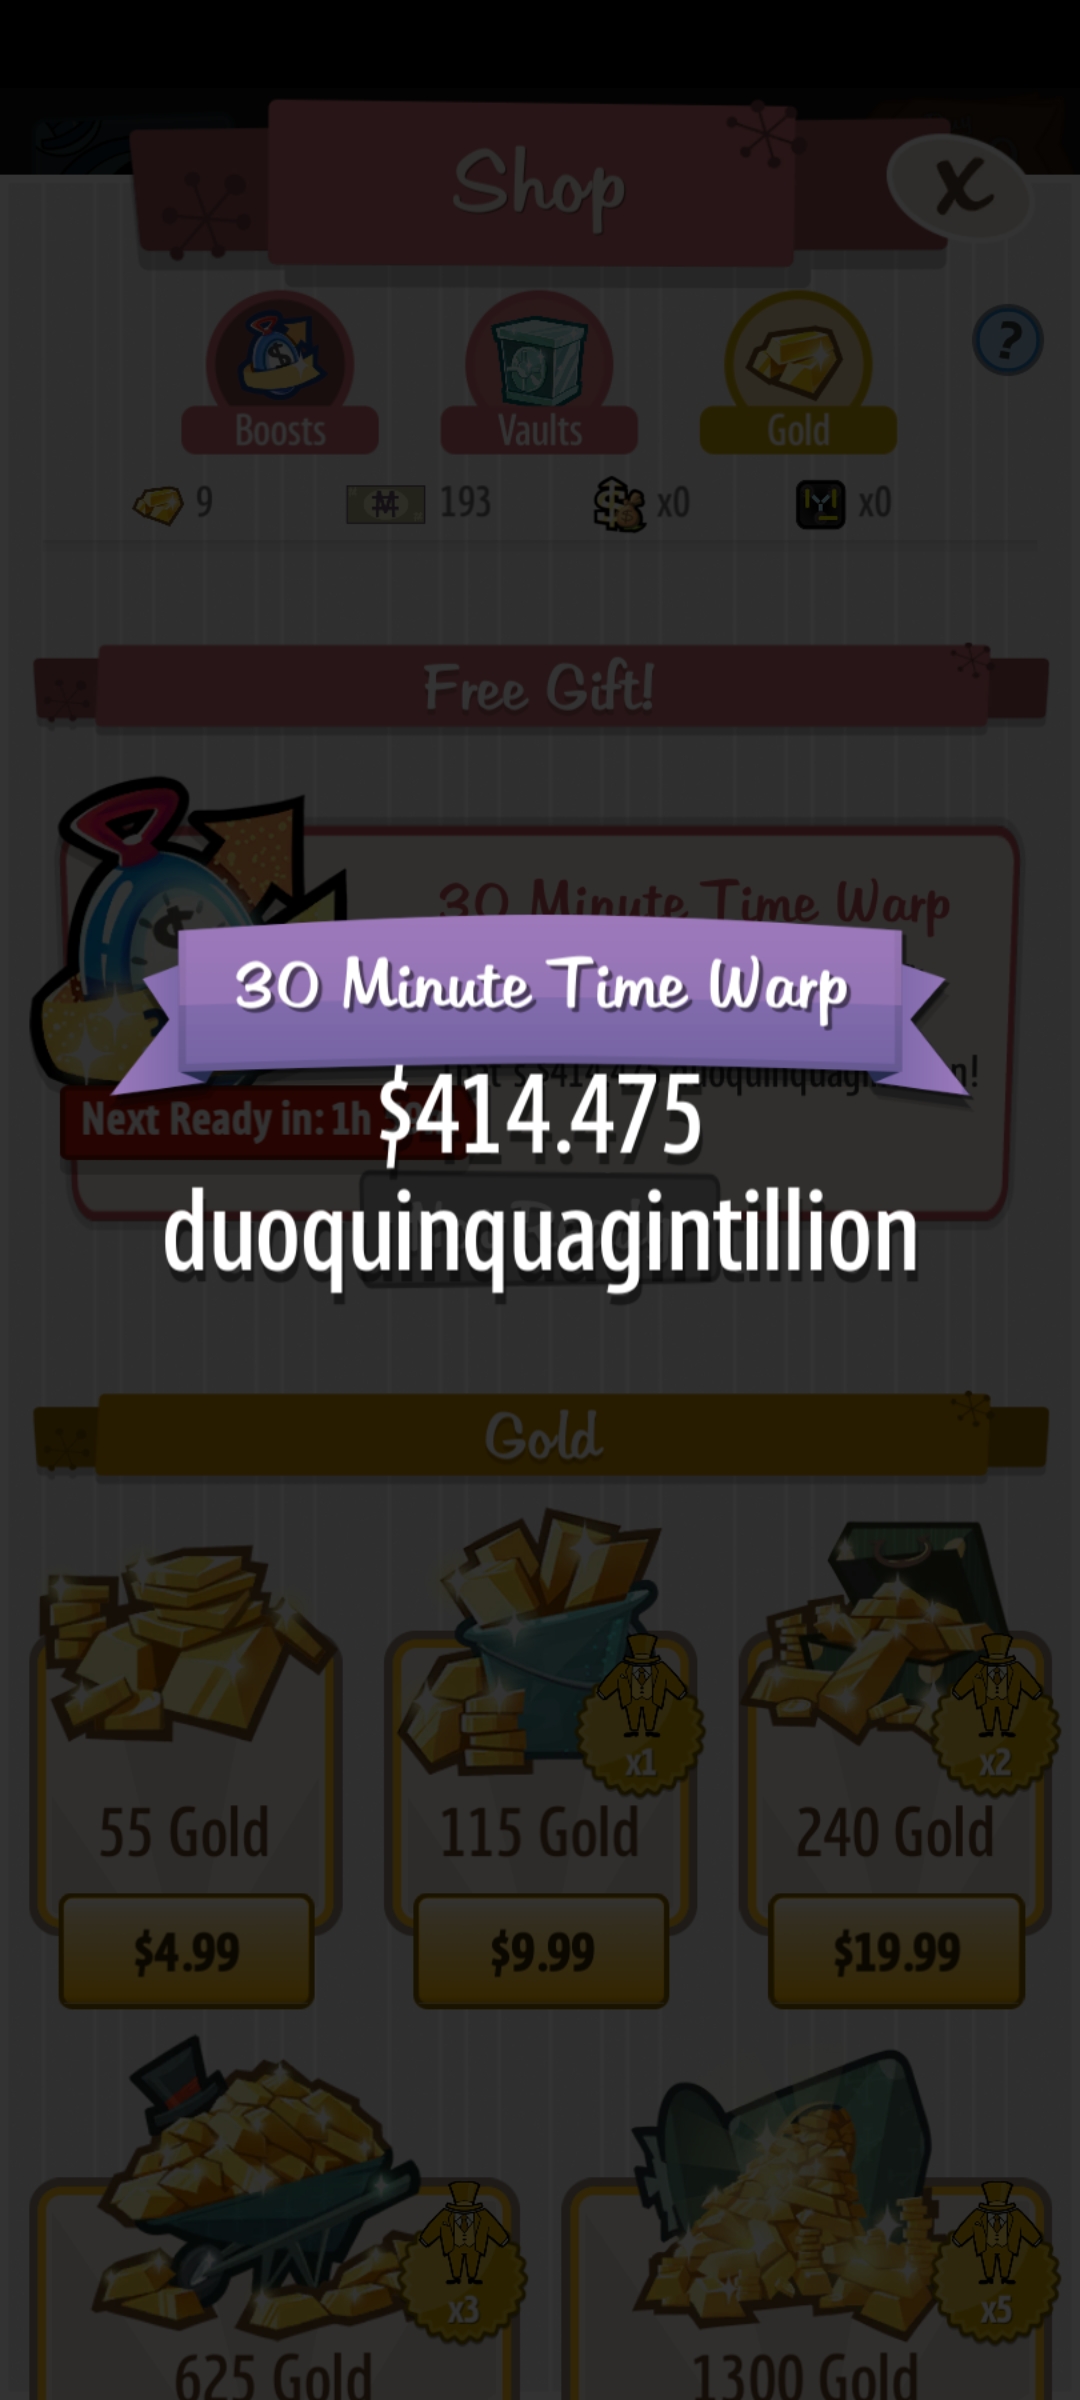 Shop
X
?
Boosts
Vaults
Gold
9
193
x0
x0
Free Gift!
30 Minute Time Warp
30 Minute Time Warp
Next Ready in: 1h
$414.475
duoquinquagintillion
Gold
x1
x2
55 Gold
115 Gold
240 Gold
$4.99
$9.99
$19.99
x3
x5
625 Gold
1300 Gold